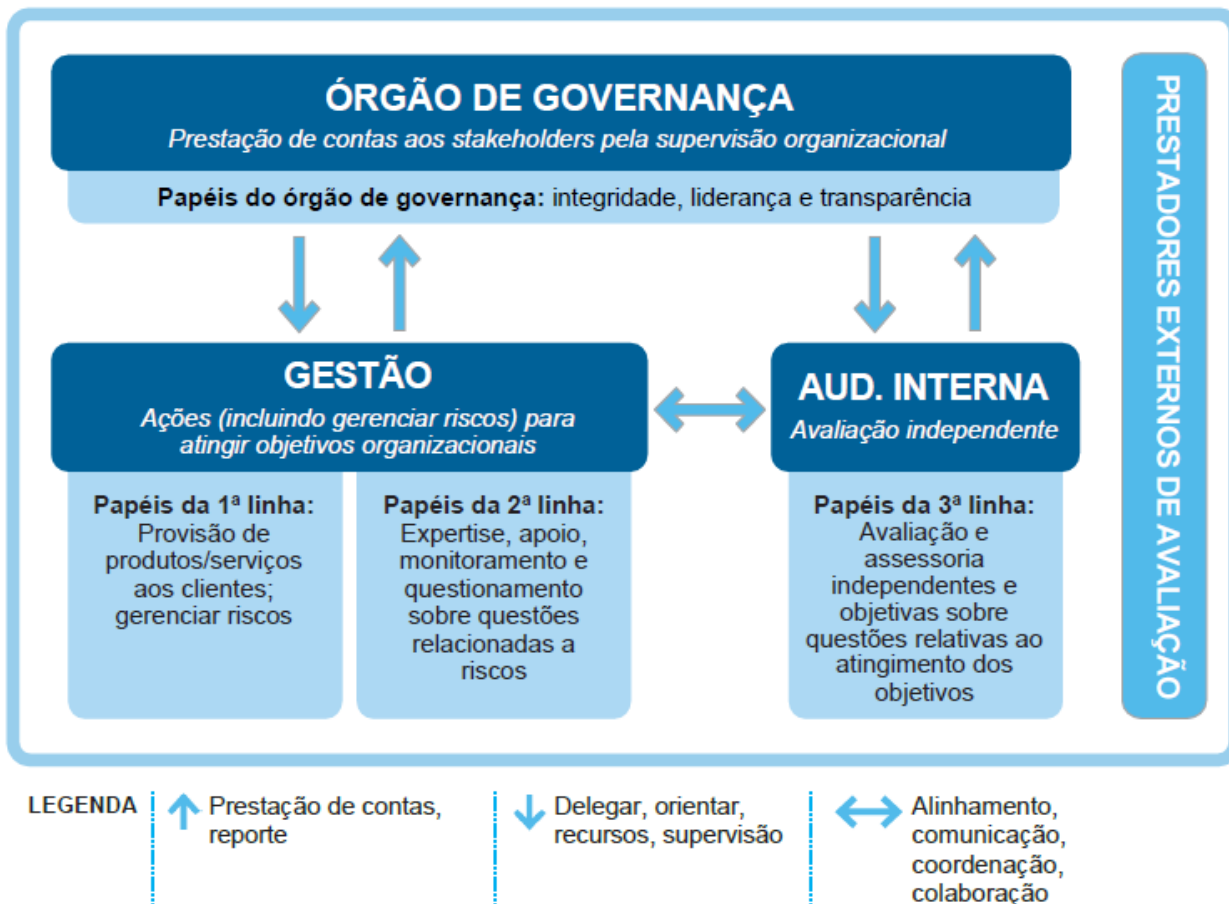 ÓRGÃO DE GOVERNANÇA
Prestação de contas aos stakeholders pela supervisão organizacional
Papéis do órgão de governança: integridade, liderança e transparência
GESTÃO
Ações (incluindo gerenciar riscos) para
atingir objetivos organizacionais
Papéis da 1ª linha:
Provisão de
produtos/serviços
aos clientes;
gerenciar riscos
Papéis da 2ª linha:
Expertise, apoio,
monitoramento e
questionamento
sobre questões
relacionadas a
riscos
AUD. INTERNA
Avaliação independente
Papéis da 3ª linha:
Avaliação e
assessoria
independentes e
objetivas sobre
questões relativas ao
atingimento dos
objetivos
PRESTADORES EXTERNOS DE AVALIAÇÃO
LEGENDA
Prestação de contas,
reporte
Delegar, orientar,
recursos, supervisão
Alinhamento,
comunicação,
coordenação,
colaboração